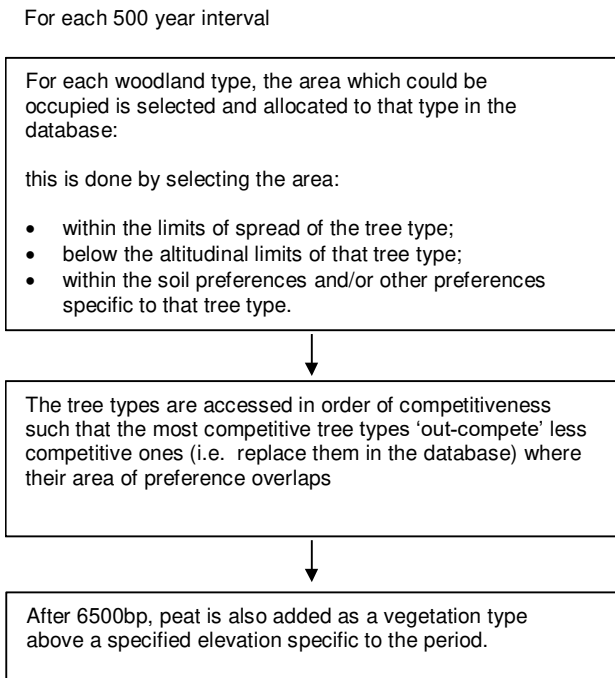 For each 500 year interval
For each woodland type, the area which could be
occupied is selected and allocated to that type in the
database:
this is done by selecting the area:
• within the limits of spread of the tree type;
• below the altitudinal limits of that tree type;
• within the soil preferences and/or other preferences
specific to that tree type.
The tree types are accessed in order of competitiveness
such that the most competitive tree types ‘out-compete’ less
competitive ones (i.e. replace them in the database) where
their area of preference overlaps
After 6500bp, peat is also added as a vegetation type
above a specified elevation specific to the period.